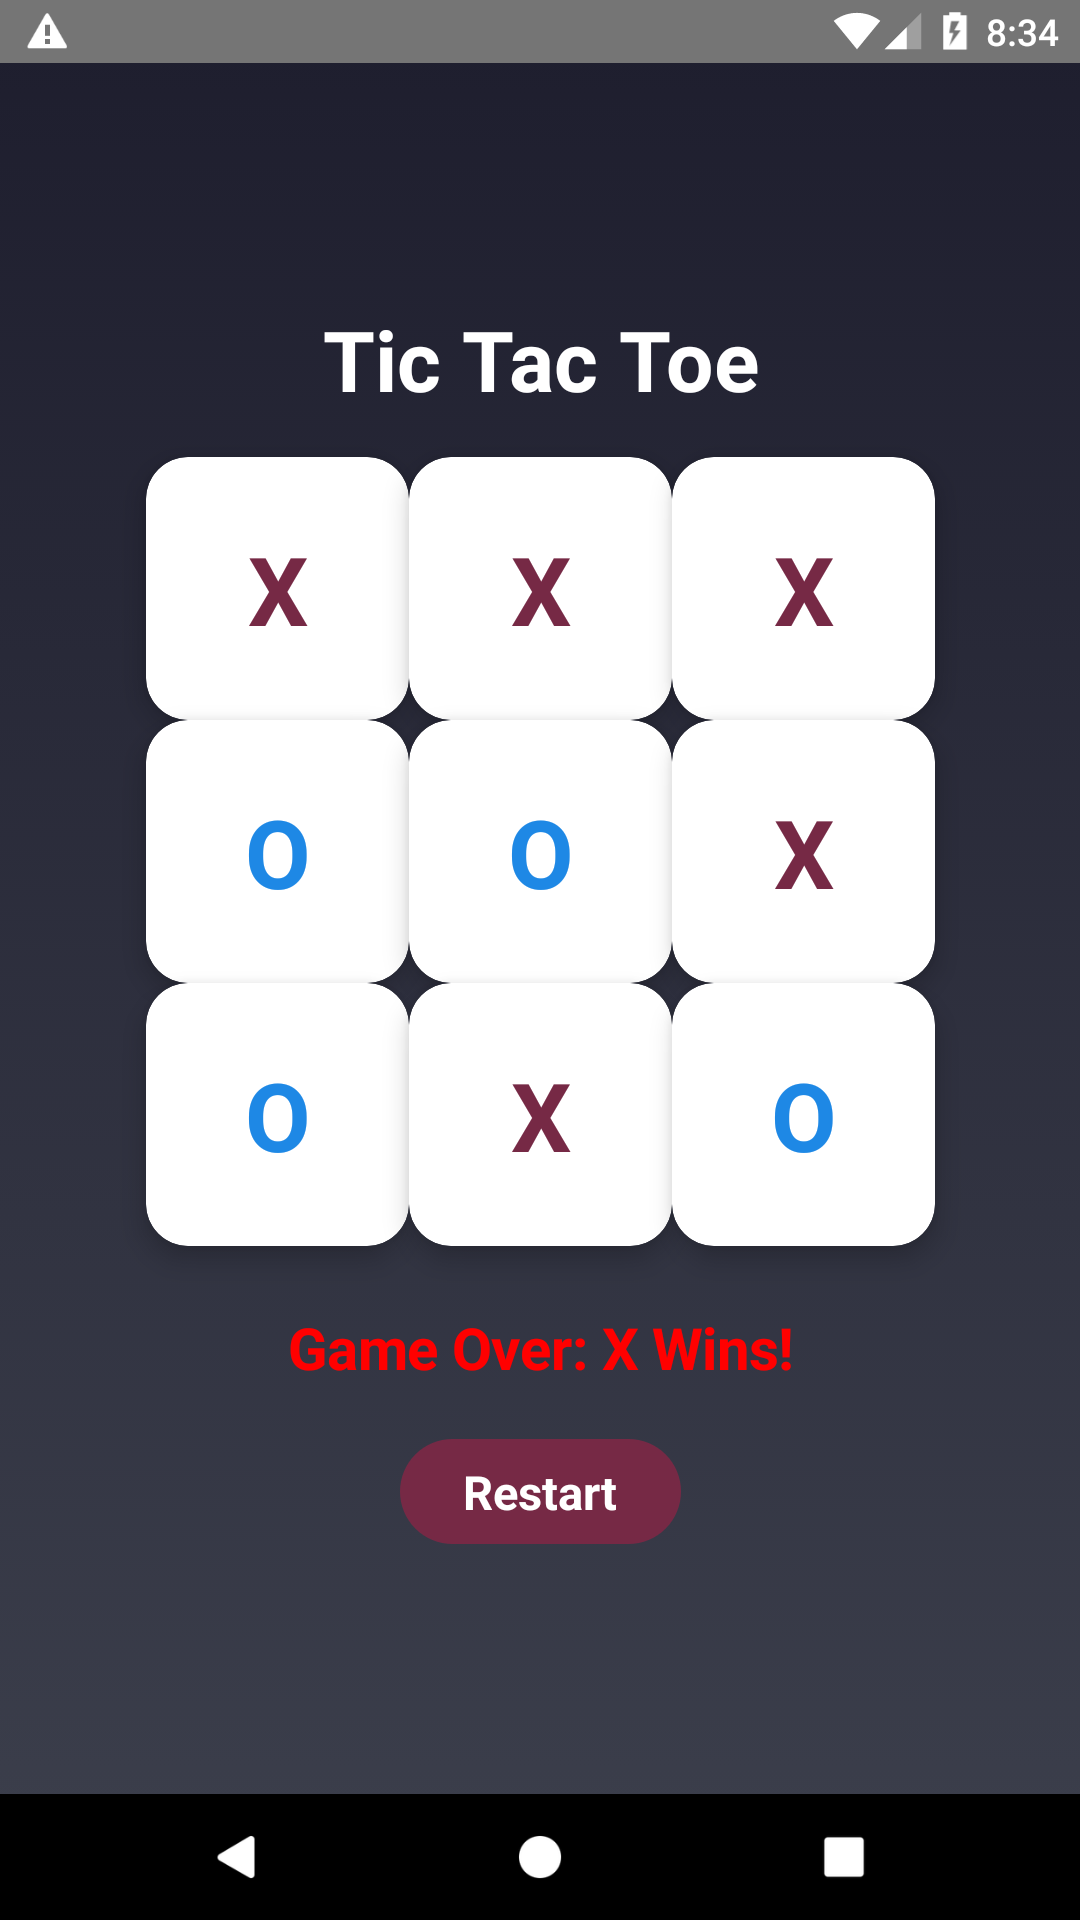 8:34
Tic Tac Toe
X X X
O O X
O X O
Game Over: X Wins!
Restart